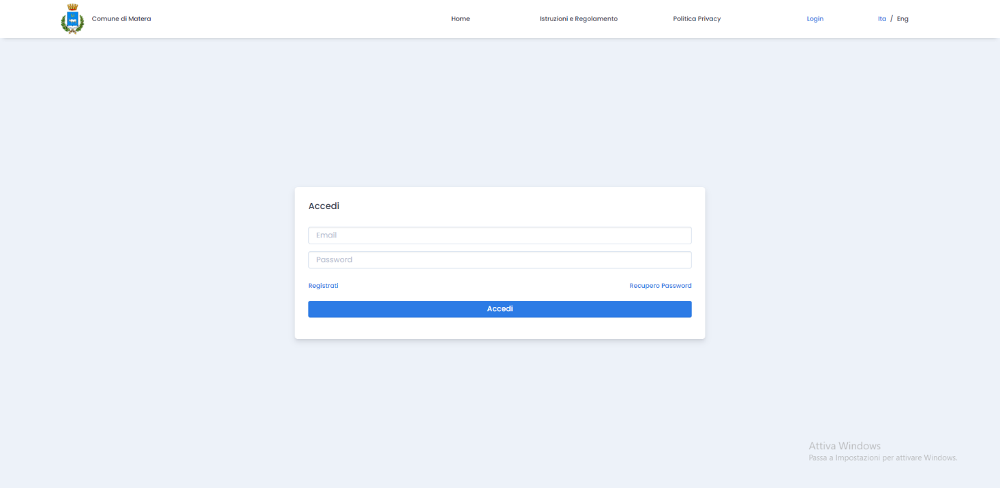 Comune di Matera
Home
Istruzioni e Regolamento
Politica Privacy
Login
Ita / Eng
Accedi
Email
Password
Registrati
Recupero Password
Accedi
Attiva Windows
Passa a Impostazioni per attivare Windows.